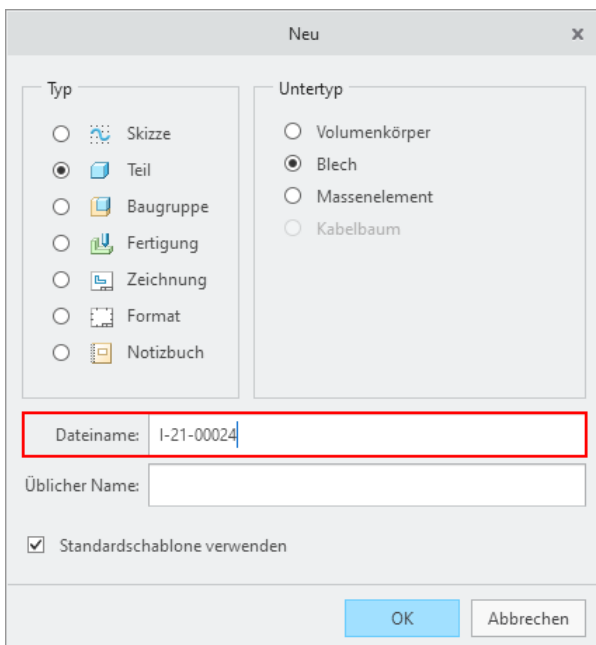 Neu
Typ
Skizze
Teil
Baugruppe
Fertigung
Zeichnung
Format
Notizbuch
Untertyp
Volumenkörper
Blech
Massenelement
Kabelbaum
Dateiname: I-21-00024
Üblicher Name:
Standardschablone verwenden
OK Abbrechen